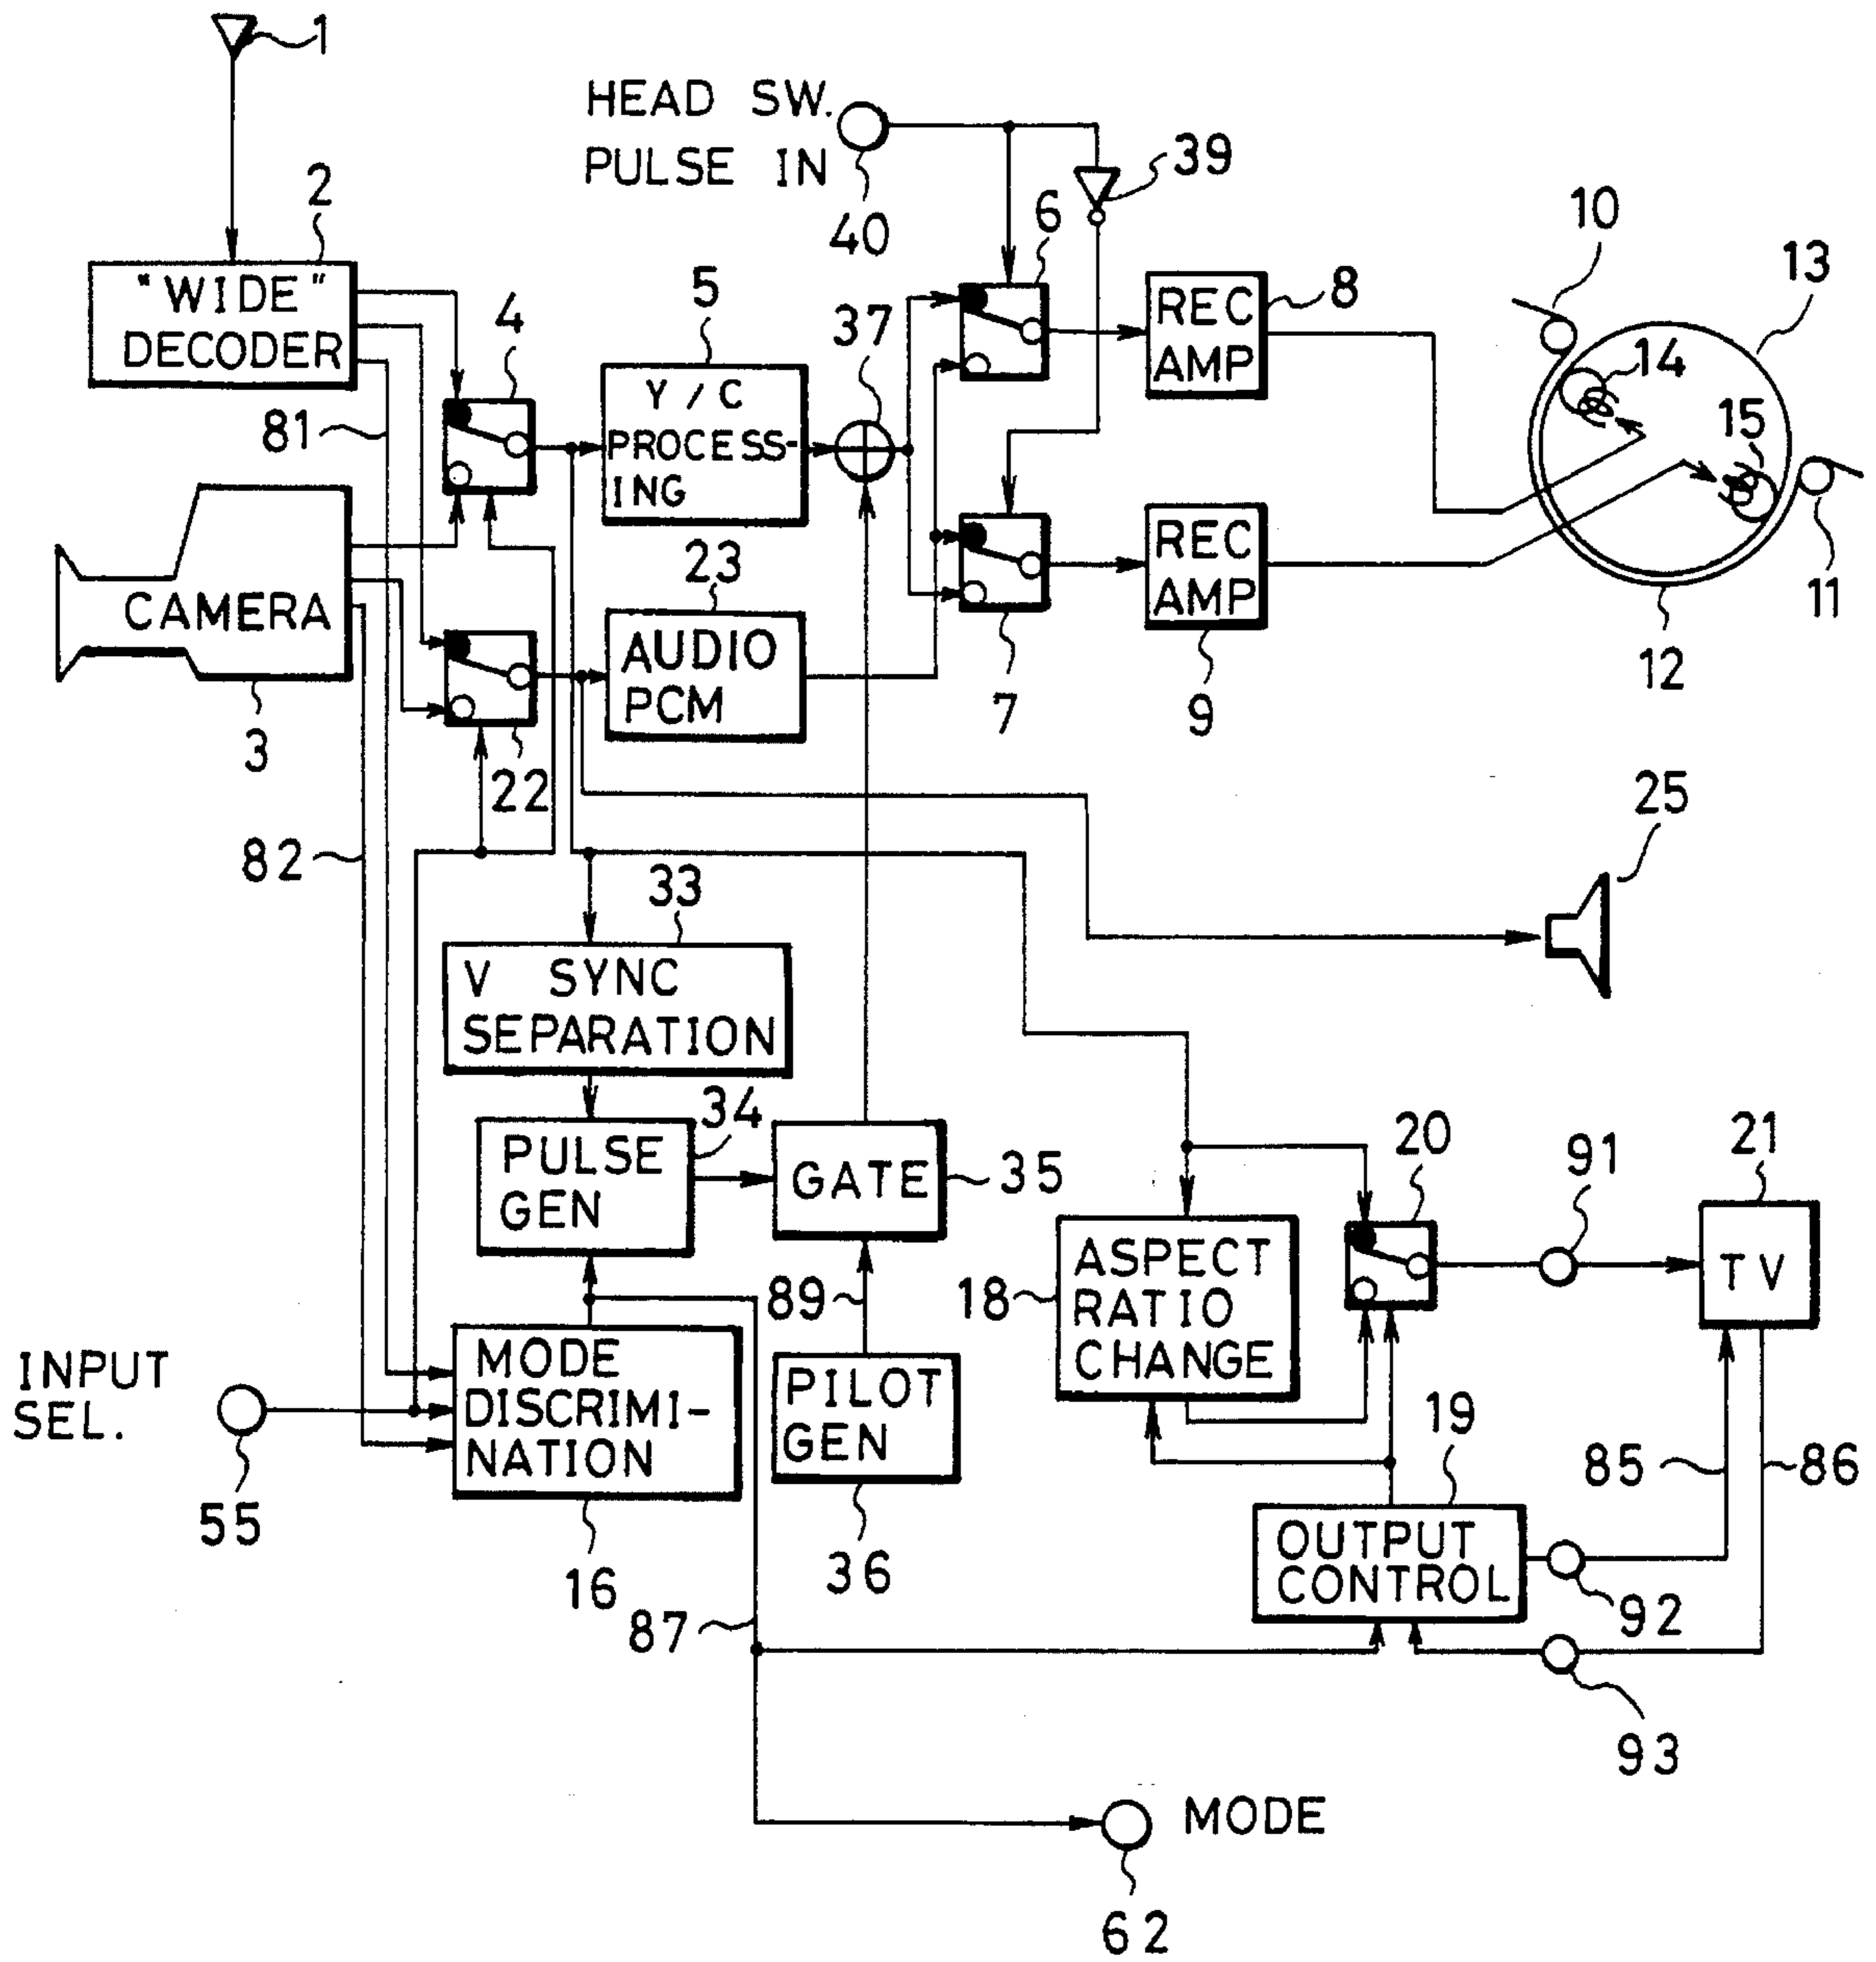 1
HEAD SW.
PULSE IN
40
39
2
"WIDE"
DECODER
4
5
Y / C
PROCESS-
ING
37
6
REC
AMP
8
10
13
14
15
11
12
81
CAMERA
3
82
22
23
AUDIO
PCM
7
REC
AMP
9
25
33
V SYNC
SEPARATION
34
PULSE
GEN
GATE
35
89
PILOT
GEN
36
INPUT
SEL.
55
MODE
DISCRIMI-
NATION
16
87
18
ASPECT
RATIO
CHANGE
20
91
21
TV
19
OUTPUT
CONTROL
85
86
92
93
MODE
62